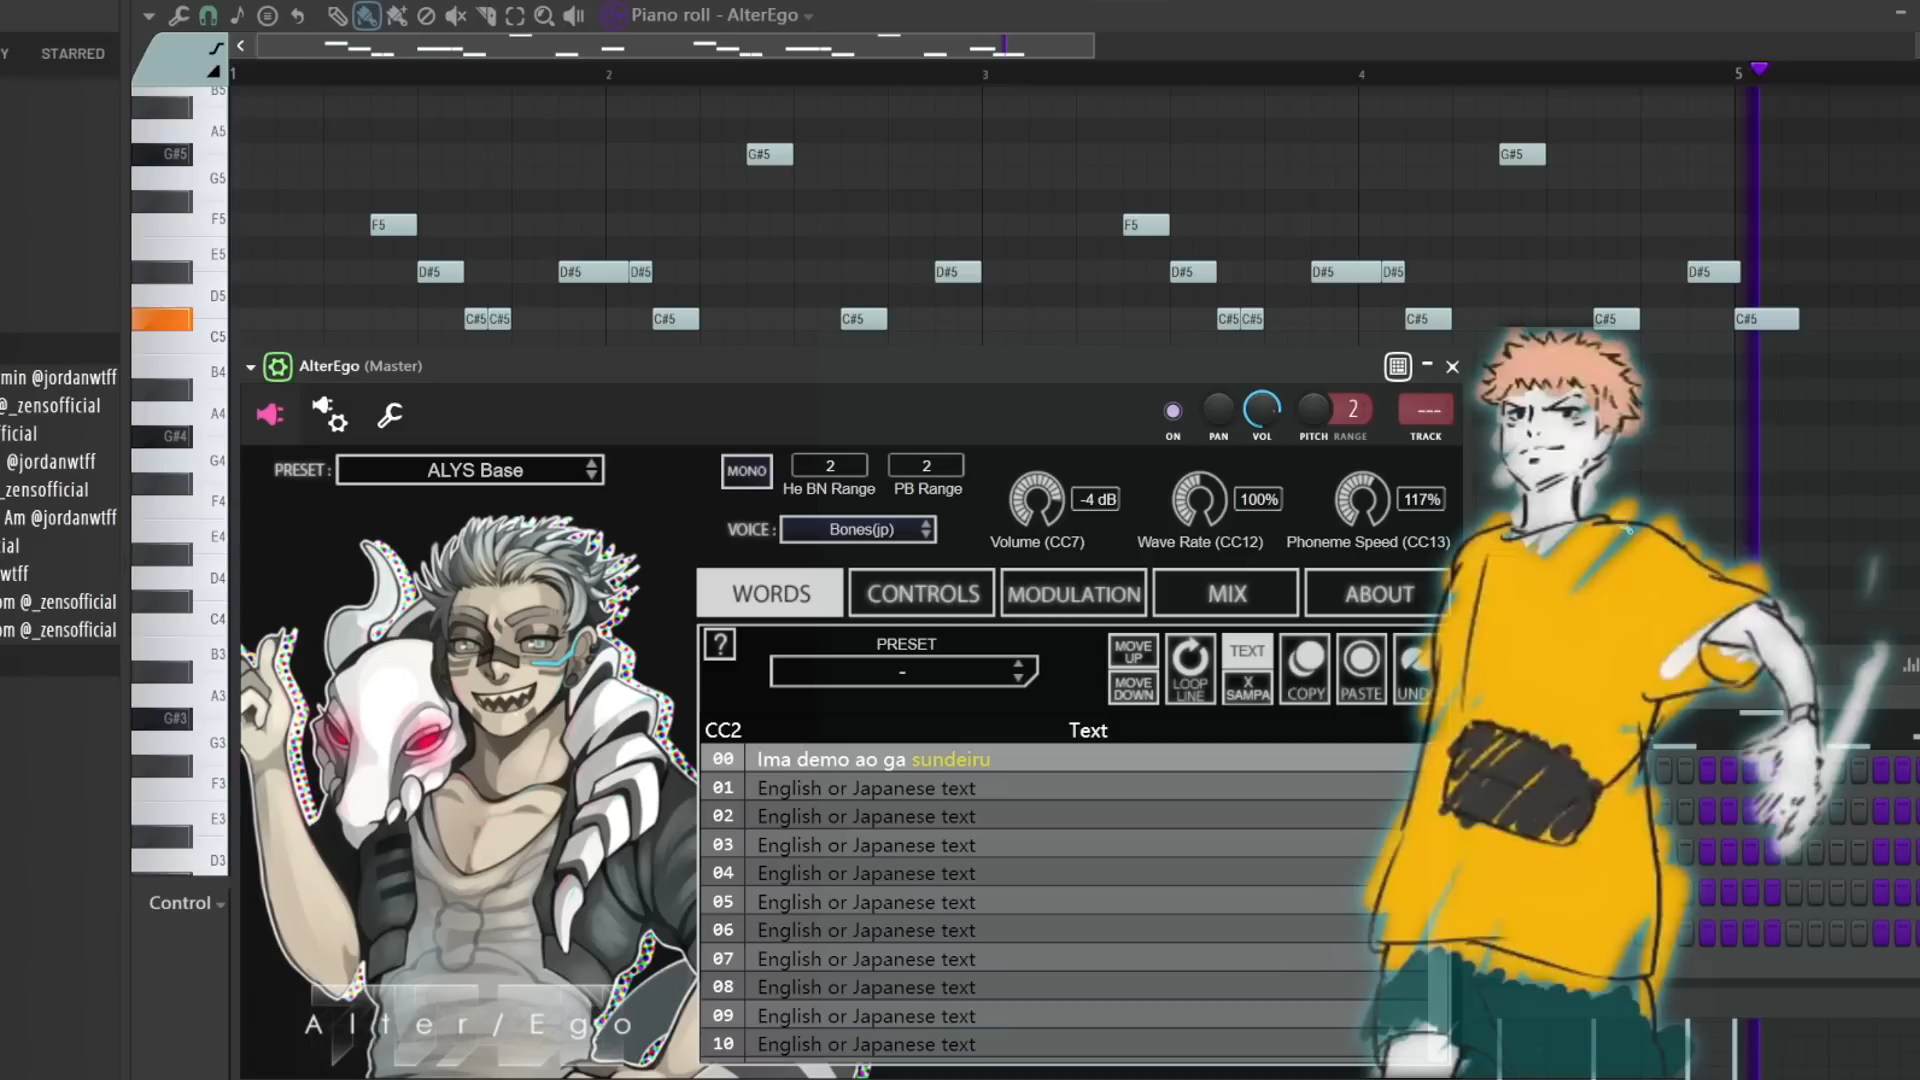 Piano roll - AlterEgo
Y STARRED
1 2 3 4 5
B5
A5
G#5 G#5 G#5
G5
F5 F5 F5
E5
D#5 D#5 D#5 D#5 D#5 D#5 D#5 D#5
D5
C#5 C#5 C#5 C#5 C#5 C#5 C#5 C#5 C#5
C5
B4
A4
G#4
G4
F4
E4
D4
C4
B3
A3
G#3
G3
F3
E3
D3
min @jordanwtff
@_zensofficial
fficial
@jordanwtff
_zensofficial
Am @jordanwtff
ial
wtff
om @_zensofficial
om @_zensofficial
Control
AlterEgo (Master)
2 ---
ON PAN VOL PITCH RANGE TRACK
PRESET : ALYS Base
MONO 2 2
He BN Range PB Range
VOICE : Bones(jp)
-4 dB 100% 117%
Volume (CC7) Wave Rate (CC12) Phoneme Speed (CC13)
WORDS CONTROLS MODULATION MIX ABOUT
? PRESET
-
MOVE UP
MOVE DOWN
LOOP LINE
TEXT
X SAMPA
COPY
PASTE
UND
CC2 Text
00 Ima demo ao ga sundeiru
01 English or Japanese text
02 English or Japanese text
03 English or Japanese text
04 English or Japanese text
05 English or Japanese text
06 English or Japanese text
07 English or Japanese text
08 English or Japanese text
09 English or Japanese text
10 English or Japanese text
Alter/Ego